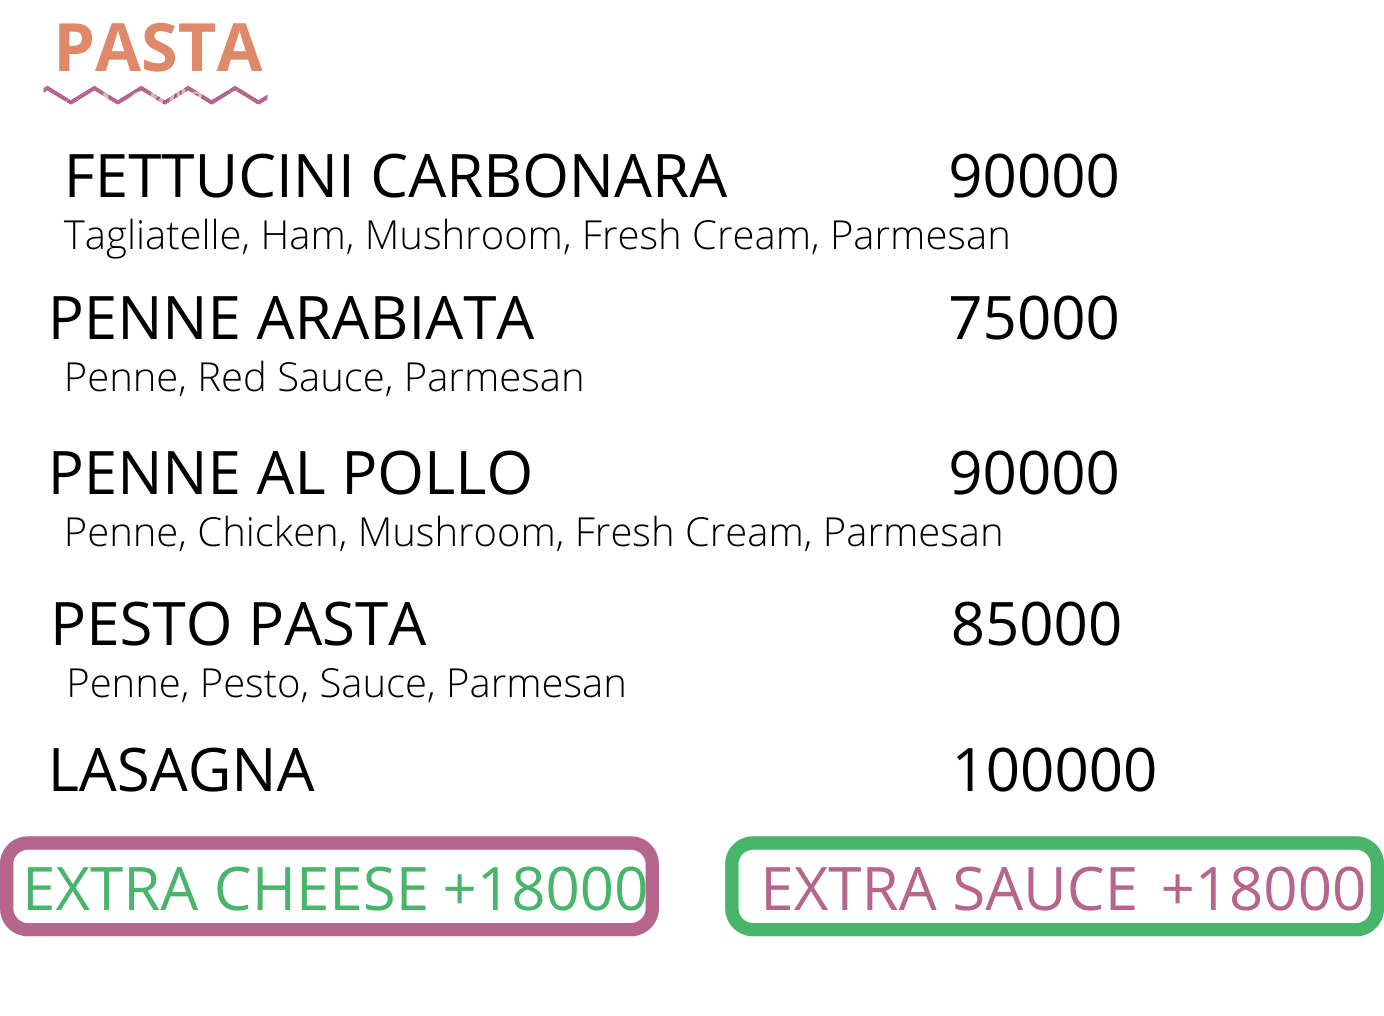 PASTA
FETTUCINI CARBONARA 90000
Tagliatelle, Ham, Mushroom, Fresh Cream, Parmesan
PENNE ARABIATA 75000
Penne, Red Sauce, Parmesan
PENNE AL POLLO 90000
Penne, Chicken, Mushroom, Fresh Cream, Parmesan
PESTO PASTA 85000
Penne, Pesto, Sauce, Parmesan
LASAGNA 100000
EXTRA CHEESE +18000 EXTRA SAUCE +18000